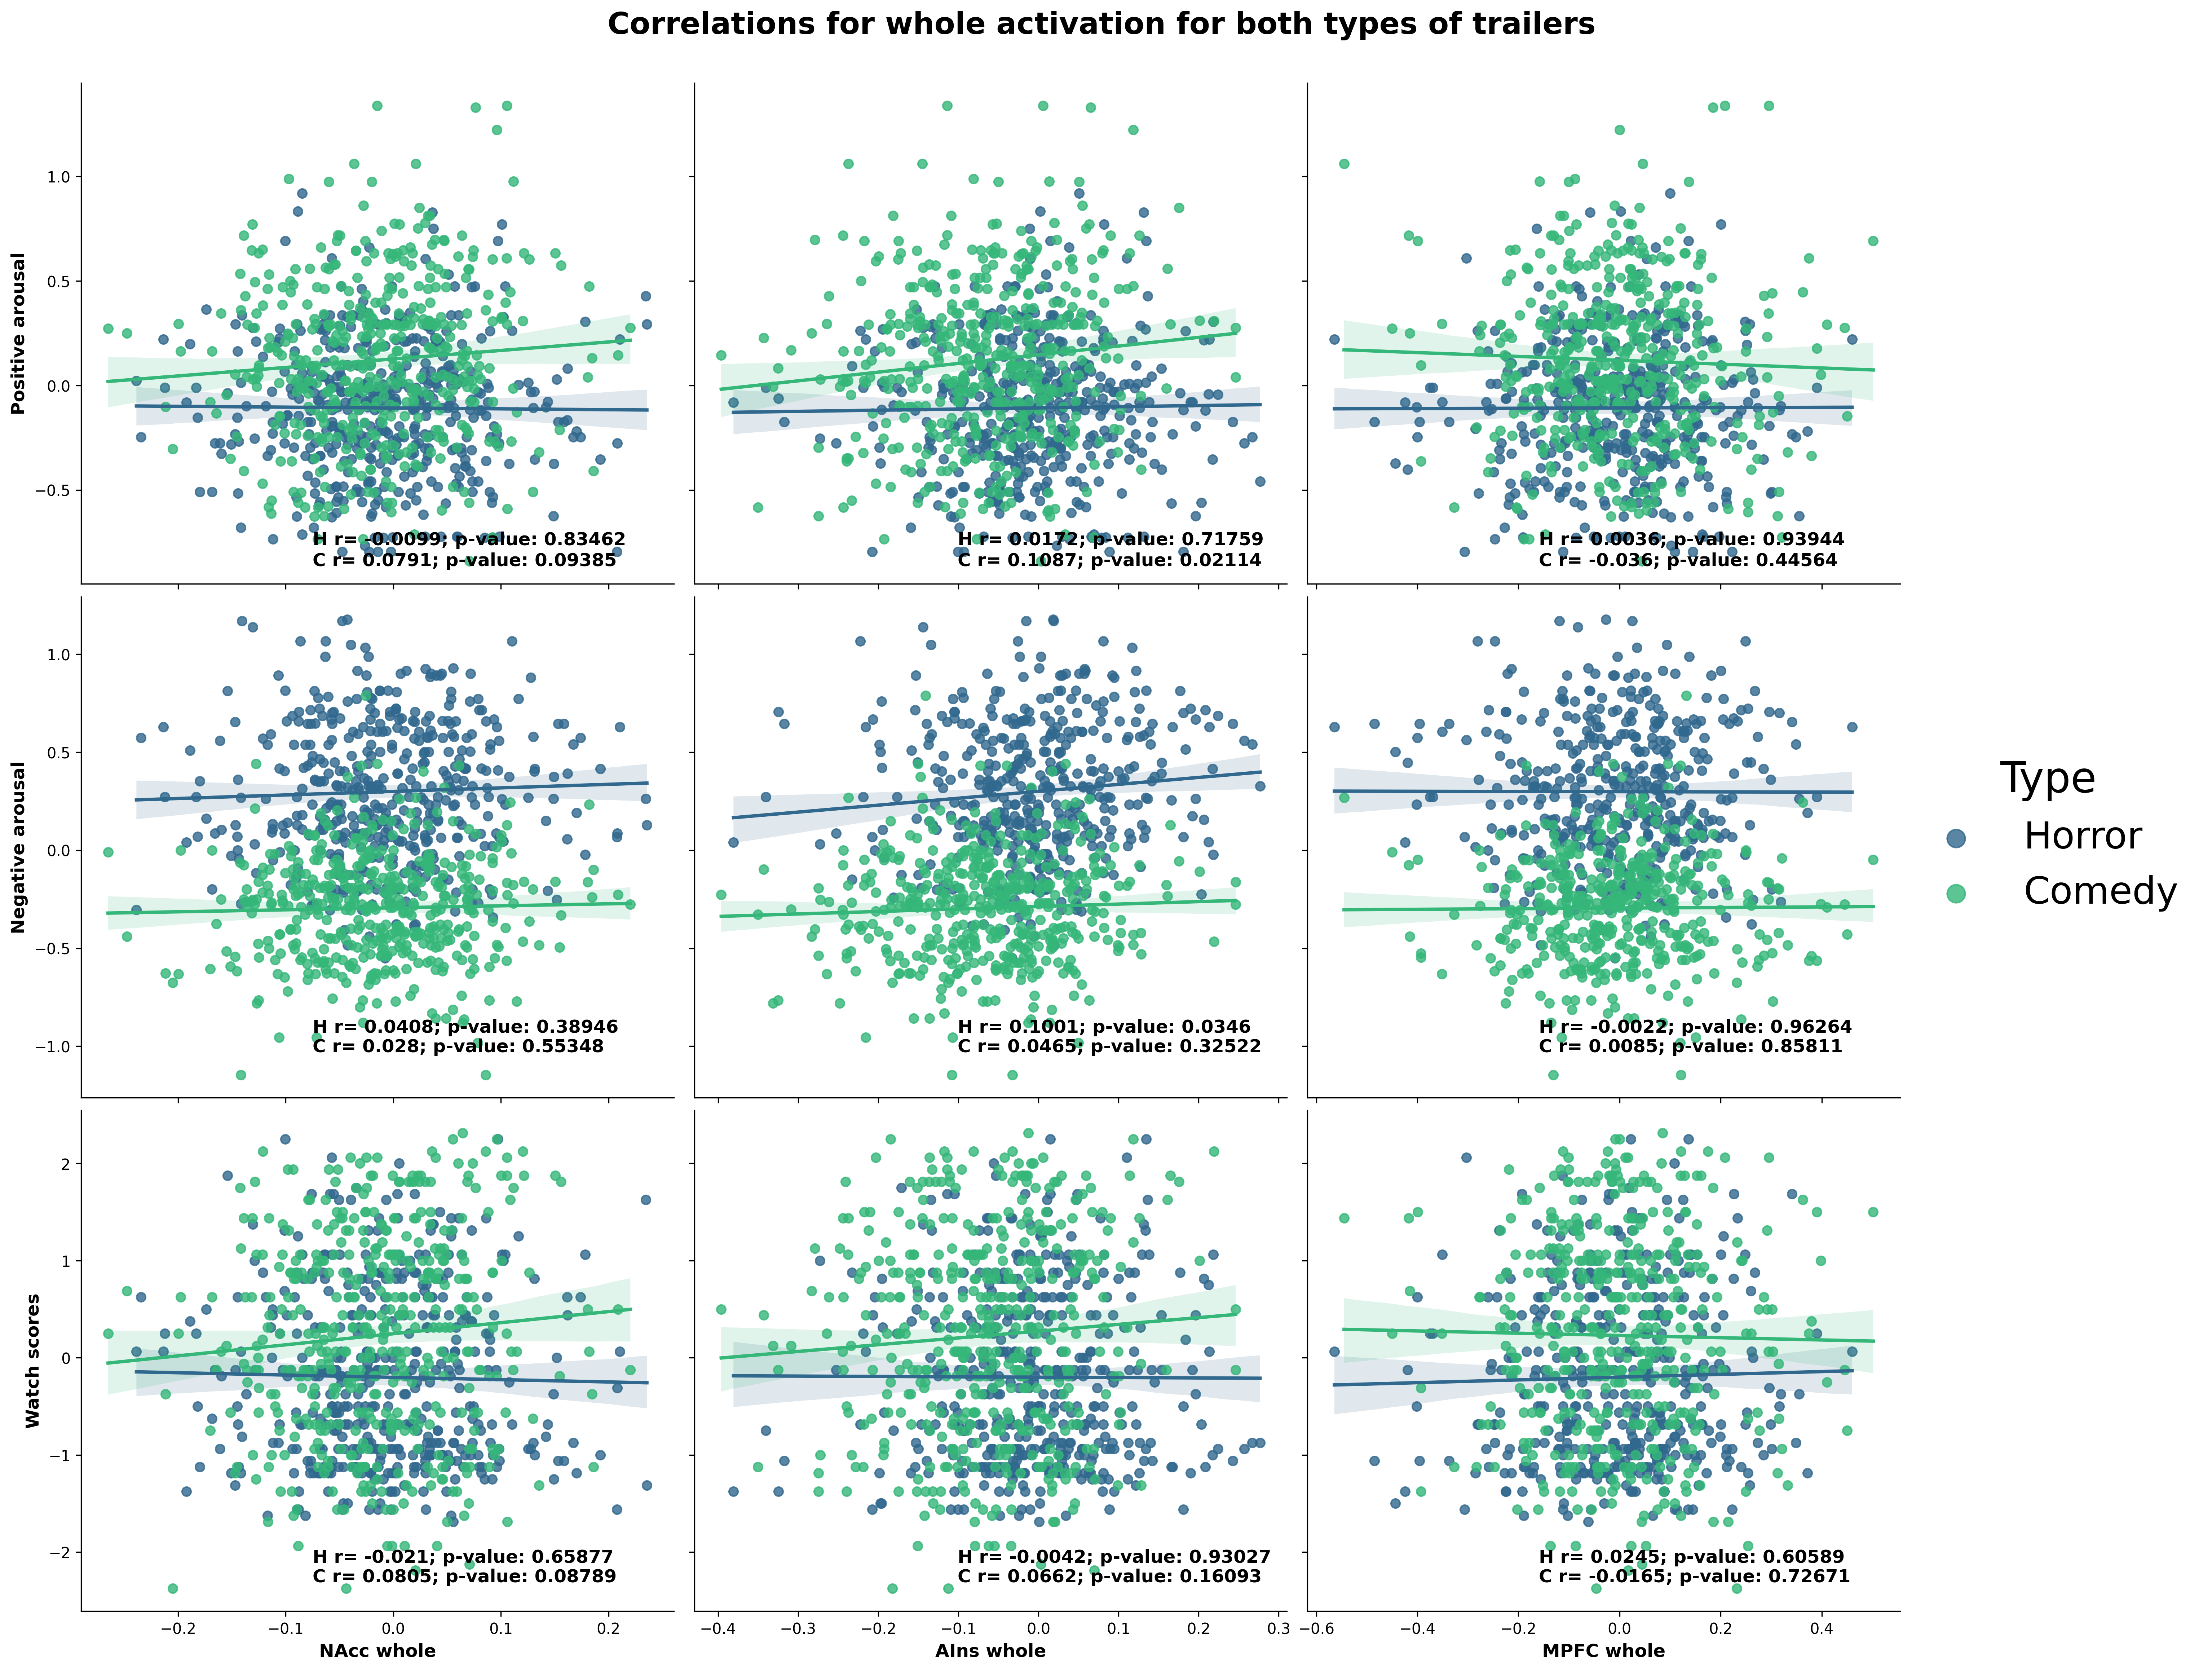 Correlations for whole activation for both types of trailers
Positive arousal
1.0
0.5
0.0
−0.5
H r= -0.0099; p-value: 0.83462
C r= 0.0791; p-value: 0.09385
H r= 0.0172; p-value: 0.71759
C r= 0.1087; p-value: 0.02114
H r= 0.0036; p-value: 0.93944
C r= -0.036; p-value: 0.44564
Negative arousal
1.0
0.5
0.0
−0.5
−1.0
H r= 0.0408; p-value: 0.38946
C r= 0.028; p-value: 0.55348
H r= 0.1001; p-value: 0.0346
C r= 0.0465; p-value: 0.32522
H r= -0.0022; p-value: 0.96264
C r= 0.0085; p-value: 0.85811
Type
Horror
Comedy
Watch scores
2
1
0
−1
−2
H r= -0.021; p-value: 0.65877
C r= 0.0805; p-value: 0.08789
H r= -0.0042; p-value: 0.93027
C r= 0.0662; p-value: 0.16093
H r= 0.0245; p-value: 0.60589
C r= -0.0165; p-value: 0.72671
−0.2 −0.1 0.0 0.1 0.2
NAcc whole
−0.4 −0.3 −0.2 −0.1 0.0 0.1 0.2 0.3
AIns whole
−0.6 −0.4 −0.2 0.0 0.2 0.4
MPFC whole